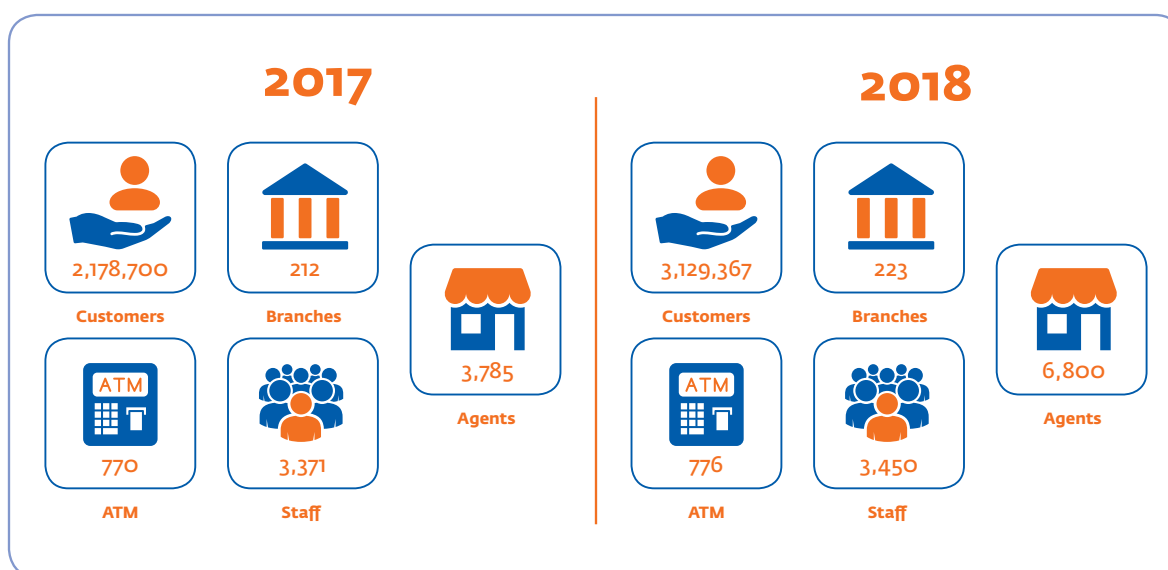 2017
2,178,700
Customers
212
Branches
ATM
770
ATM
3,371
Staff
3,785
Agents
2018
3,129,367
Customers
223
Branches
ATM
776
ATM
3,450
Staff
6,800
Agents